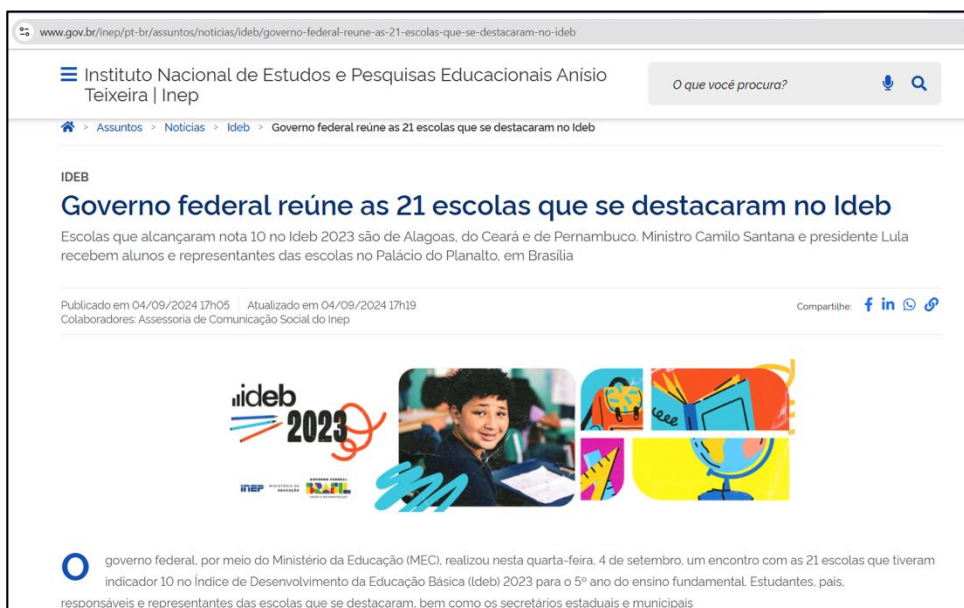 www.gov.br/inep/pt-br/assuntos/noticias/ideb/governo-federal-reune-as-21-escolas-que-se-destacaram-no-ideb
Instituto Nacional de Estudos e Pesquisas Educacionais Anísio
Teixeira | Inep
O que você procura?
> Assuntos > Notícias > Ideb > Governo federal reúne as 21 escolas que se destacaram no Ideb
IDEB
Governo federal reúne as 21 escolas que se destacaram no Ideb
Escolas que alcançaram nota 10 no Ideb 2023 são de Alagoas, do Ceará e de Pernambuco. Ministro Camilo Santana e presidente Lula
recebem alunos e representantes das escolas no Palácio do Planalto, em Brasília
Publicado em 04/09/2024 17h05 | Atualizado em 04/09/2024 17h19
Compartilhe:
Colaboradores: Assessoria de Comunicação Social do Inep
ideb
2023
INEP MINISTÉRIO DA EDUCAÇÃO GOVERNO FEDERAL BRASIL
O governo federal, por meio do Ministério da Educação (MEC), realizou nesta quarta-feira, 4 de setembro, um encontro com as 21 escolas que tiveram
indicador 10 no Índice de Desenvolvimento da Educação Básica (Ideb) 2023 para o 5º ano do ensino fundamental. Estudantes, pais,
responsáveis e representantes das escolas que se destacaram, bem como os secretários estaduais e municipais